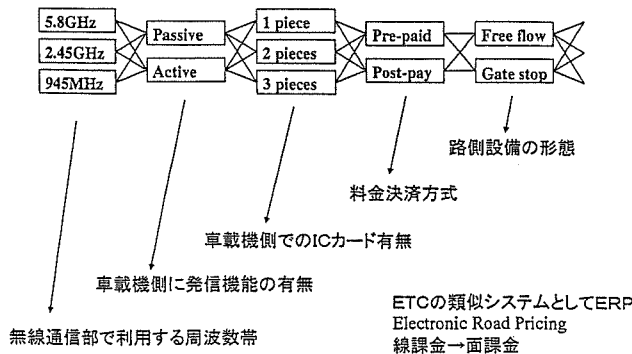 5.8GHz
2.45GHz
945MHz
Passive
Active
1 piece
2 pieces
3 pieces
Pre-paid
Post-pay
Free flow
Gate stop
路側設備の形態
料金決済方式
車載機側でのICカード有無
車載機側に発信機能の有無
無線通信部で利用する周波数帯
ETCの類似システムとしてERP
Electronic Road Pricing
線課金→面課金